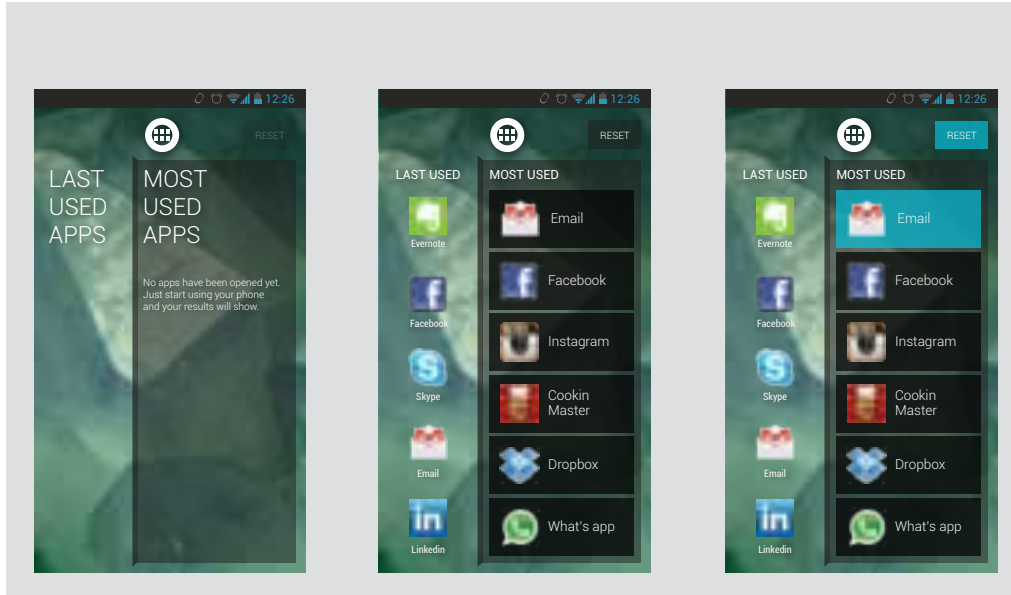 12:26
RESET
LAST
USED
APPS
MOST
USED
APPS
No apps have been opened yet.
Just start using your phone
and your results will show.
12:26
RESET
LAST USED
Evernote
Facebook
Skype
Email
in
Linkedin
MOST USED
Email
Facebook
Instagram
Cookin
Master
Dropbox
What's app
12:26
RESET
LAST USED
Evernote
Facebook
Skype
Email
in
Linkedin
MOST USED
Email
Facebook
Instagram
Cookin
Master
Dropbox
What's app